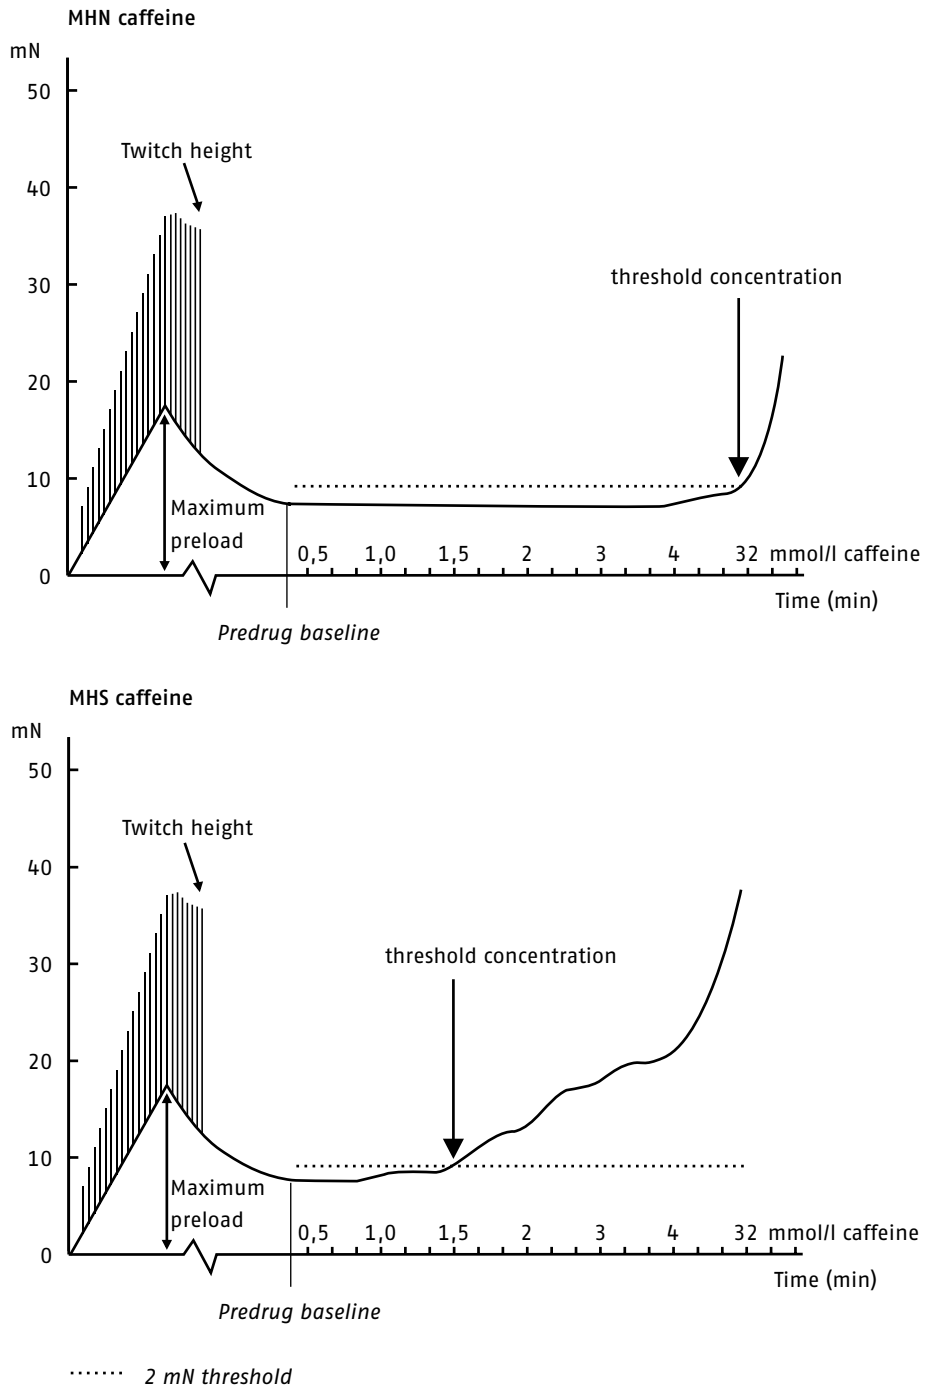 MHN caffeine
mN
50
Twitch height
40
threshold concentration
30
20
10
Maximum
preload
0,5 1,0 1,5 2 3 4 32 mmol/l caffeine
0
Time (min)
Predrug baseline
MHS caffeine
mN
50
Twitch height
40
threshold concentration
30
20
10
Maximum
preload
0,5 1,0 1,5 2 3 4 32 mmol/l caffeine
0
Time (min)
Predrug baseline
2 mN threshold